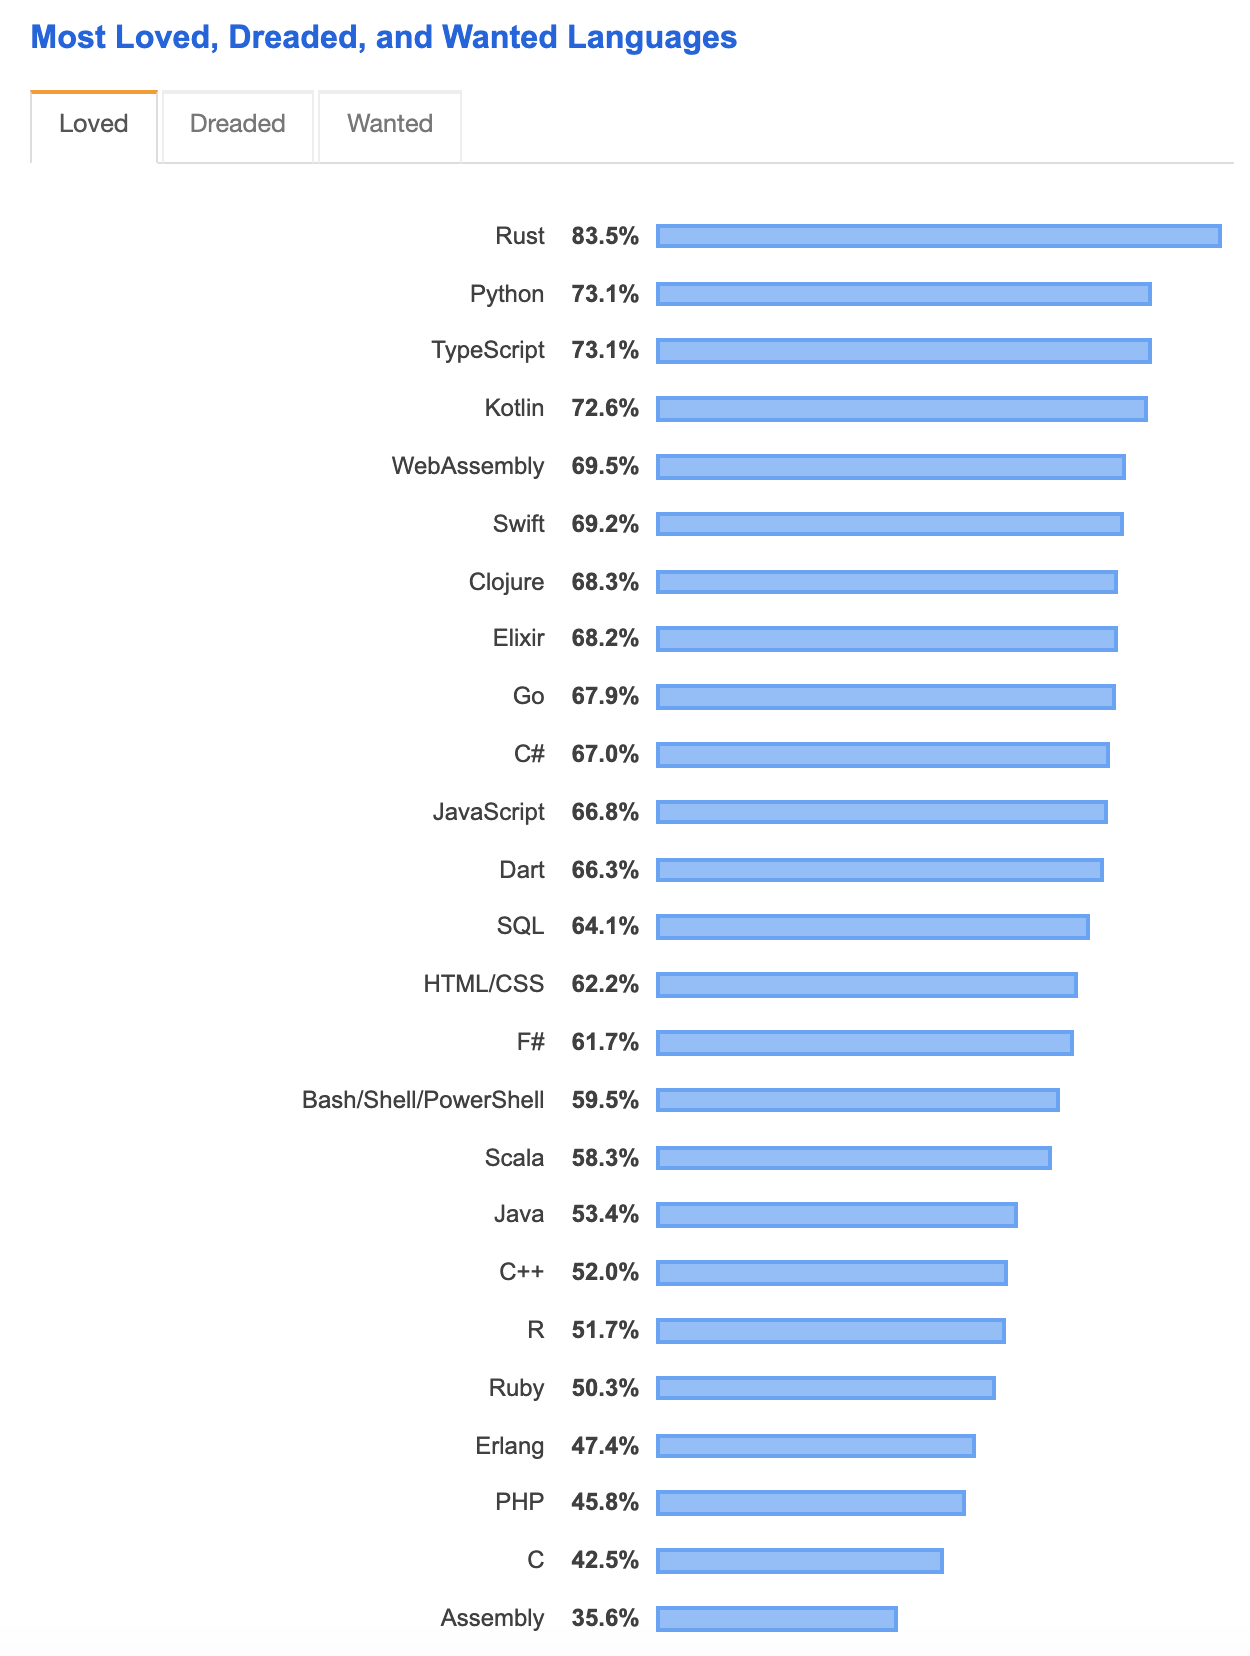 Most Loved, Dreaded, and Wanted Languages
Loved Dreaded Wanted
Rust 83.5%
Python 73.1%
TypeScript 73.1%
Kotlin 72.6%
WebAssembly 69.5%
Swift 69.2%
Clojure 68.3%
Elixir 68.2%
Go 67.9%
C# 67.0%
JavaScript 66.8%
Dart 66.3%
SQL 64.1%
HTML/CSS 62.2%
F# 61.7%
Bash/Shell/PowerShell 59.5%
Scala 58.3%
Java 53.4%
C++ 52.0%
R 51.7%
Ruby 50.3%
Erlang 47.4%
PHP 45.8%
C 42.5%
Assembly 35.6%